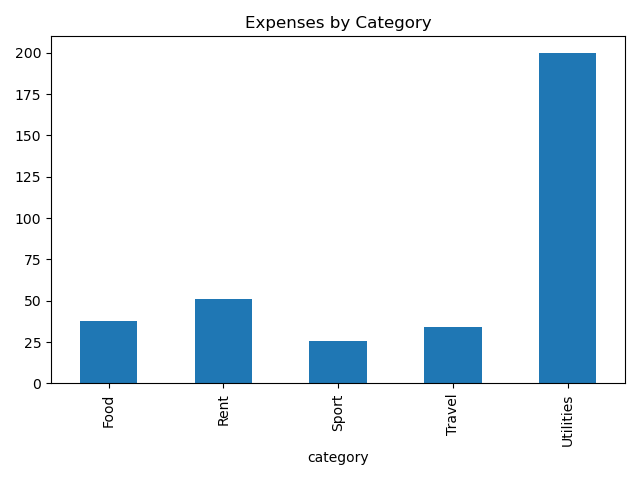 Expenses by Category
200
175
150
125
100
75
50
25
0
Food
Rent
Sport
Travel
Utilities
category